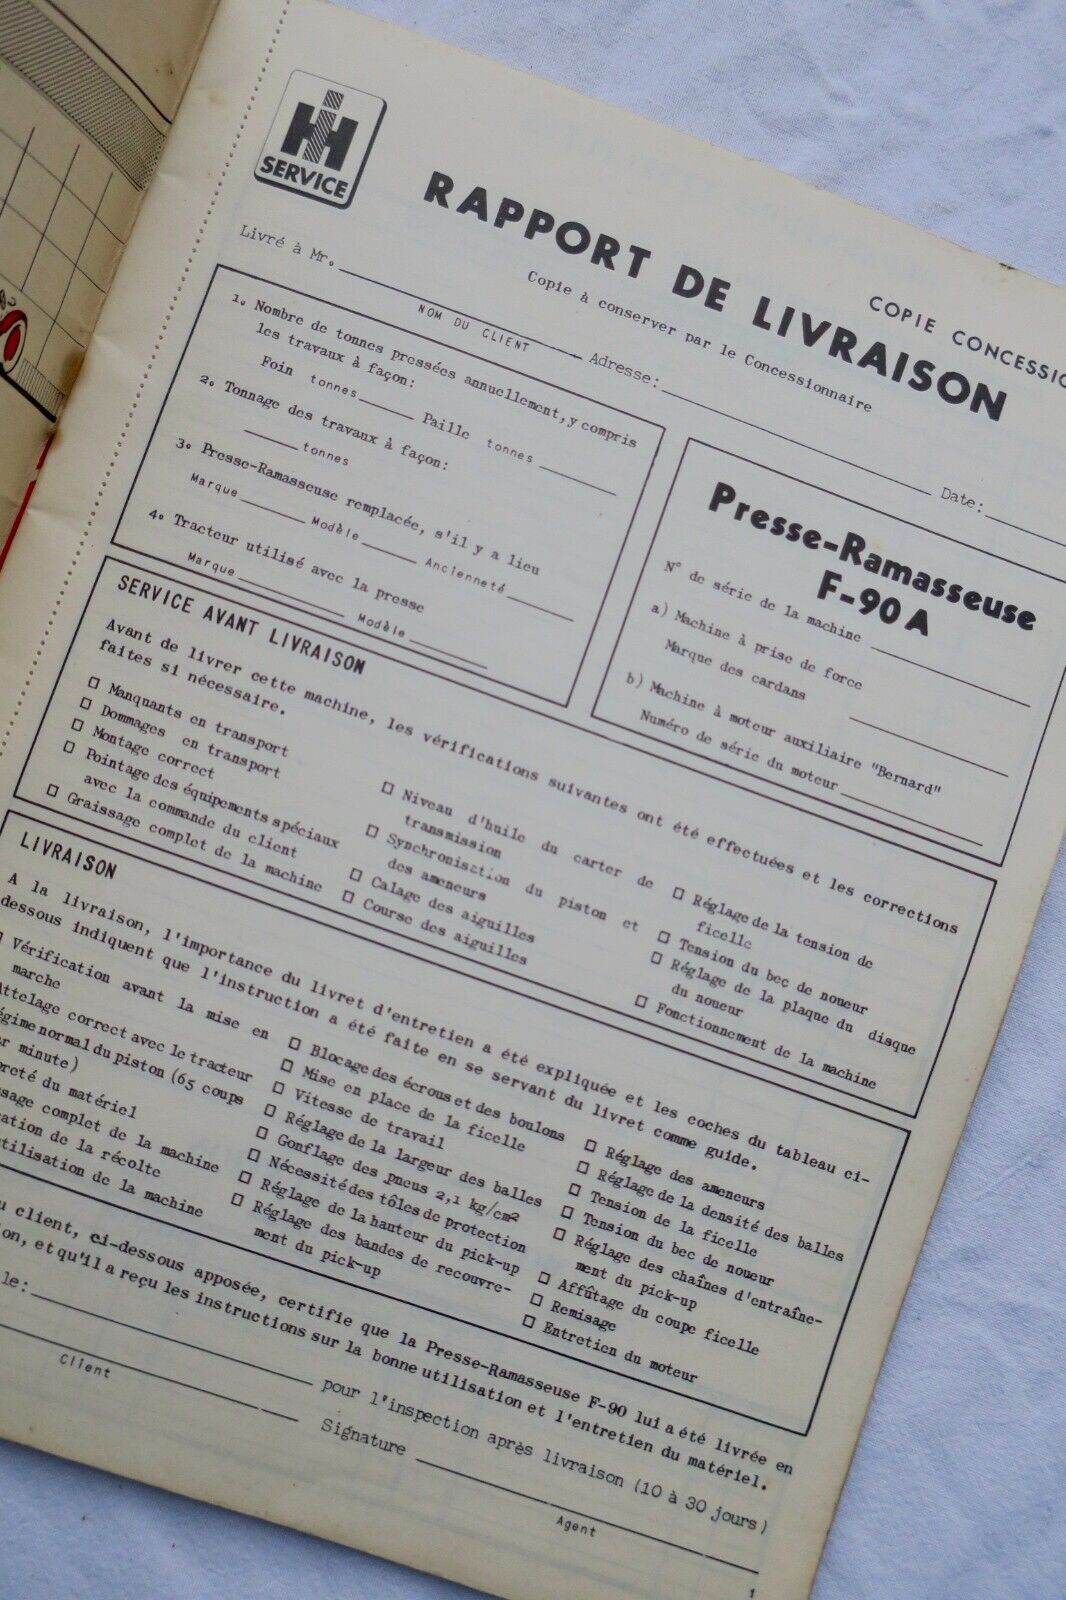 IH
SERVICE
RAPPORT DE LIVRAISON
COPIE CONCESSIO
Copie à conserver par le Concessionnaire
Livré à Mr.
NOM DU CLIENT
Adresse:
Date:
1. Nombre de tonnes pressées annuellement, y compris
les travaux à façon:
Foin tonnes Paille tonnes
2. Tonnage des travaux à façon:
tonnes
3. Presse-Ramasseuse remplacée, s'il y a lieu
Marque Modèle Ancienneté
4. Tracteur utilisé avec la presse
Marque Modèle
Presse-Ramasseuse
F-90A
N° de série de la machine
a) Machine à prise de force
Marque des cardans
b) Machine à moteur auxiliaire "Bernard"
Numéro de série du moteur
SERVICE AVANT LIVRAISON
Avant de livrer cette machine, les vérifications suivantes ont été effectuées et les corrections
faites si nécessaire.
Manquants en transport
Dommages en transport
Montage correct
Pointage des équipements spéciaux
avec la commande du client
Graissage complet de la machine
Niveau d'huile du carter de
transmission
Synchronisation du piston et
des ameneurs
Calage des aiguilles
Course des aiguilles
Réglage de la tension de
ficelle
Tension du bec de noueur
Réglage de la plaque du disque
du noueur
Fonctionnement de la machine
LIVRAISON
A la livraison, l'importance du livret d'entretien a été expliquée et les coches du tableau ci-
dessous indiquent que l'instruction a été faite en se servant du livret comme guide.
Vérification avant la mise en
marche
ttelage correct avec le tracteur
égime normal du piston (65 coups
ar minute)
preté du matériel
ssage complet de la machine
ation de la récolte
utilisation de la machine
Blocage des écrous et des boulons
Mise en place de la ficelle
Vitesse de travail
Réglage de la largeur des balles
Gonflage des pneus 2,1 kg/cm2
Nécessité des tôles de protection
Réglage de la hauteur du pick-up
Réglage des bandes de recouvre-
ment du pick-up
Réglage des ameneurs
Réglage de la densité des balles
Tension de la ficelle
Tension du bec de noueur
Réglage des chaînes d'entraîne-
ment du pick-up
Affûtage du coupe ficelle
Remisage
Entretien du moteur
u client, ci-dessous apposée, certifie que la Presse-Ramasseuse F-90 lui a été livrée en
ion, et qu'il a reçu les instructions sur la bonne utilisation et l'entretien du matériel.
le: pour l'inspection après livraison (10 à 30 jours)
Client
Signature
Agent
1